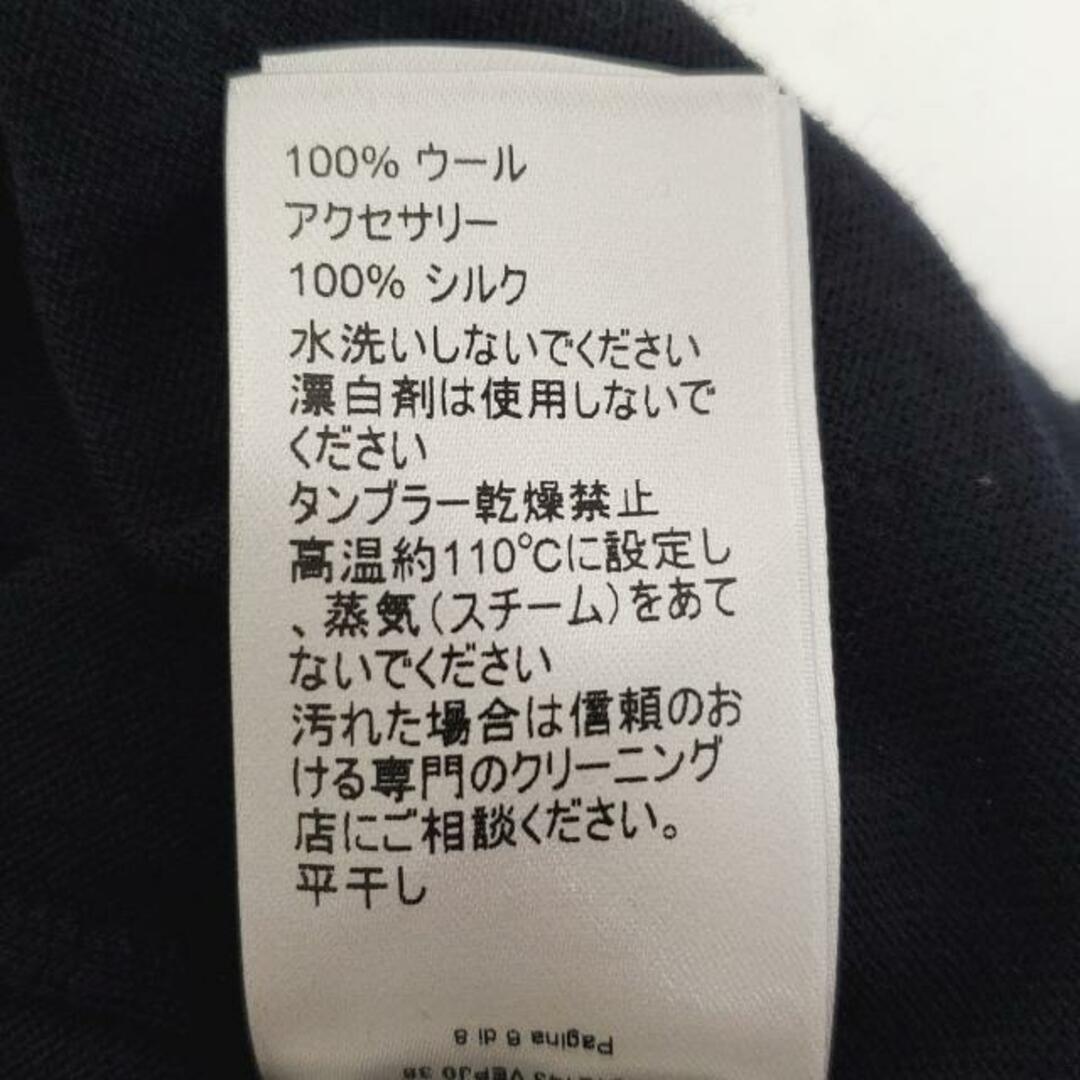 100% ウール
アクセサリー
100% シルク
水洗いしないでください
漂白剤は使用しないで
ください
タンブラー乾燥禁止
高温約110℃に設定し
、蒸気(スチーム)をあて
ないでください
汚れた場合は信頼のお
ける専門のクリーニング
店にご相談ください。
平干し
Pagina 6 di 8